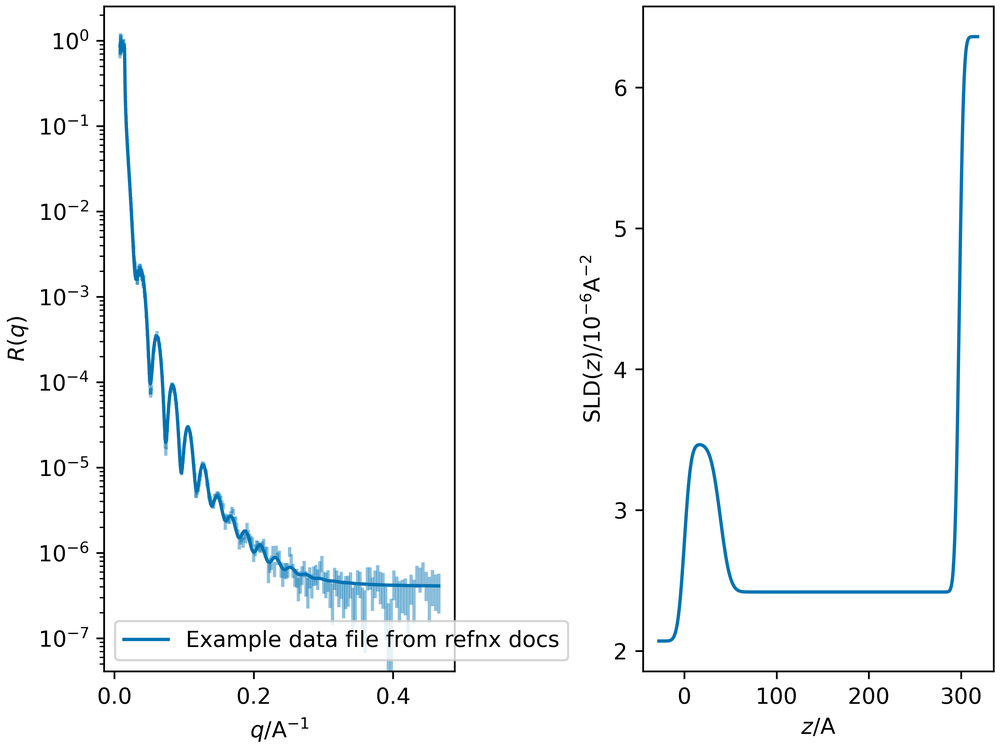 10⁰
10⁻¹
10⁻²
10⁻³
10⁻⁴
10⁻⁵
10⁻⁶
10⁻⁷
R(q)
Example data file from refnx docs
0.0 0.2 0.4
q/A⁻¹
6
5
4
3
2
SLD(z)/10⁻⁶A⁻²
0 100 200 300
z/A